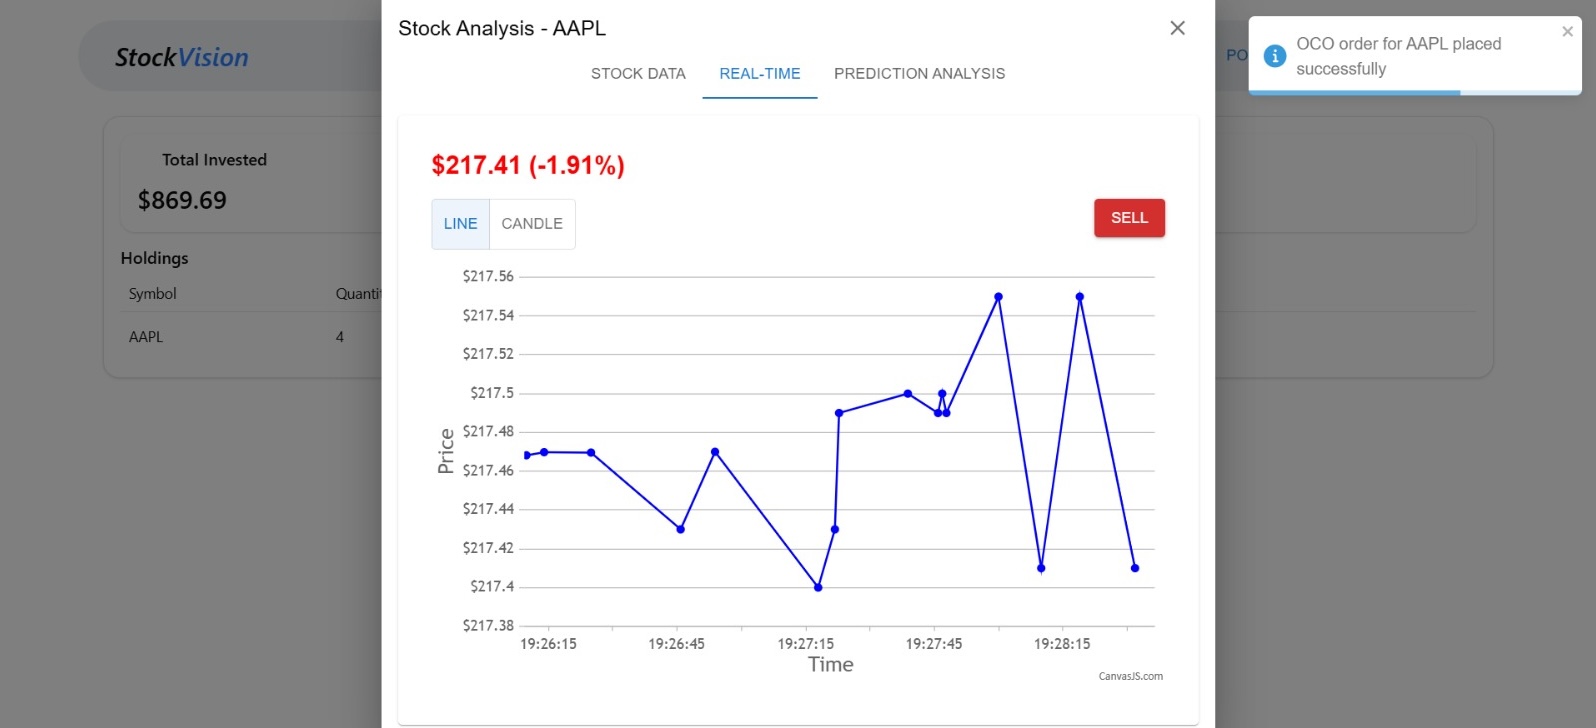 Stock Analysis - AAPL
OCO order for AAPL placed
successfully
StockVision
PO
STOCK DATA REAL-TIME PREDICTION ANALYSIS
Total Invested
$869.69
$217.41 (-1.91%)
LINE CANDLE
SELL
Holdings
Symbol Quantit
AAPL 4
Price
$217.56
$217.54
$217.52
$217.5
$217.48
$217.46
$217.44
$217.42
$217.4
$217.38
19:26:15 19:26:45 19:27:15 19:27:45 19:28:15
Time
CanvasJS.com